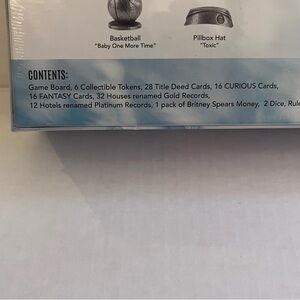 Basketball
"Baby One More Time"
Pillbox Hat
"Toxic"
CONTENTS:
Game Board, 6 Collectible Tokens, 28 Title Deed Cards, 16 CURIOUS Cards,
16 FANTASY Cards, 32 Houses renamed Gold Records,
12 Hotels renamed Platinum Records, 1 pack of Britney Spears Money, 2 Dice, Rule